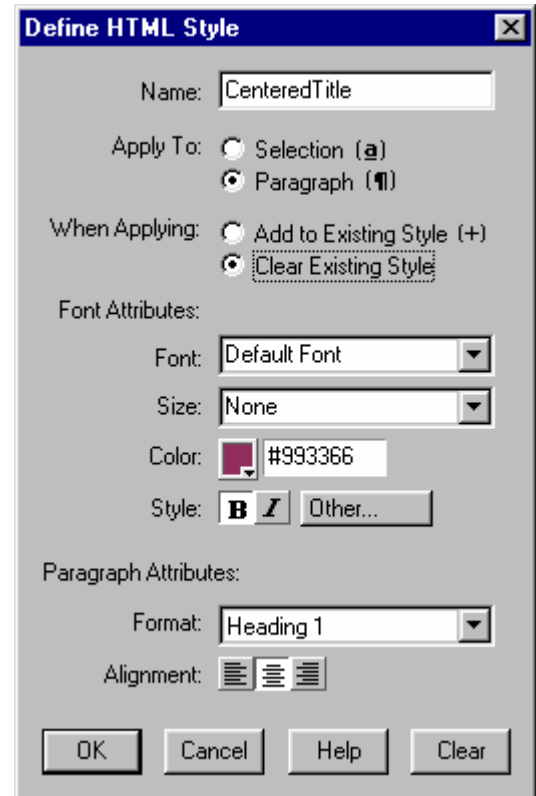 Define HTML Style
Name: CenteredTitle
Apply To: Selection (a)
Paragraph (¶)
When Applying: Add to Existing Style (+)
Clear Existing Style
Font Attributes:
Font: Default Font
Size: None
Color: #993366
Style: B I Other...
Paragraph Attributes:
Format: Heading 1
Alignment:
OK Cancel Help Clear